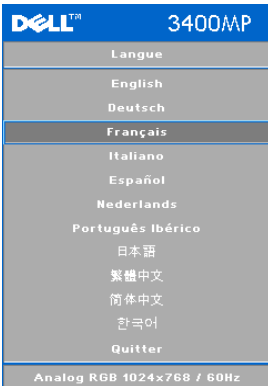 DELL™ 3400MP
Langue
English
Deutsch
Français
Italiano
Español
Nederlands
Português Ibérico
日本語
繁體中文
简体中文
한국어
Quitter
Analog RGB 1024x768 / 60Hz